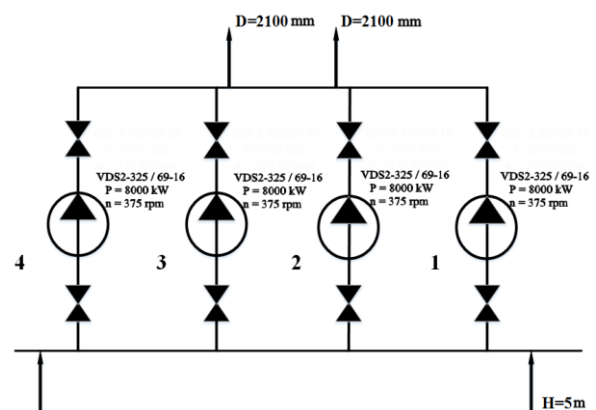 D=2100 mm
D=2100 mm
VDS2-325 / 69-16
P = 8000 kW
n = 375 rpm
VDS2-325 / 69-16
P = 8000 kW
n = 375 rpm
VDS2-325 / 69-16
P = 8000 kW
n = 375 rpm
VDS2-325 / 69-16
P = 8000 kW
n = 375 rpm
4
3
2
1
H=5m